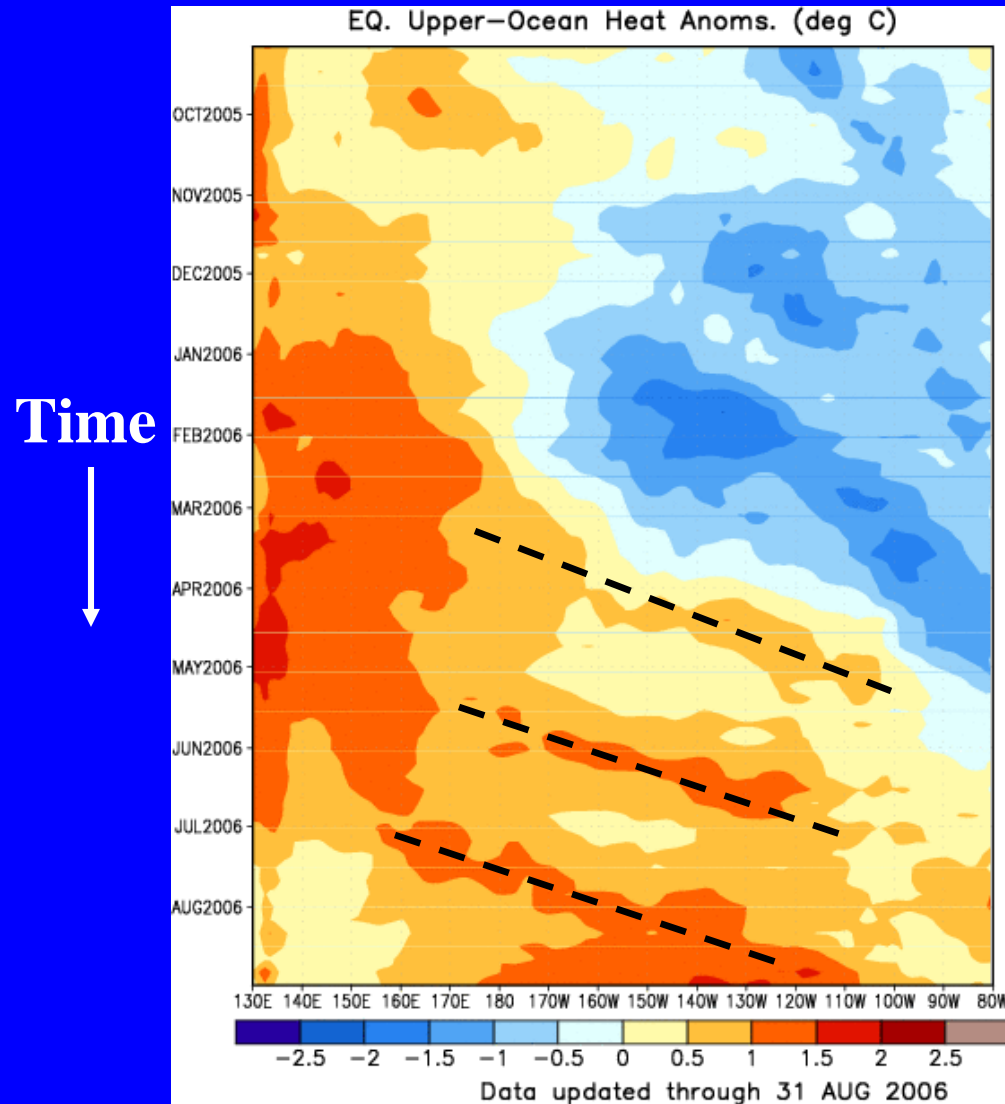 EQ. Upper-Ocean Heat Anoms. (deg C)
OCT2005
NOV2005
DEC2005
JAN2006
Time
FEB2006
MAR2006
APR2006
MAY2006
JUN2006
JUL2006
AUG2006
130E 140E 150E 160E 170E 180 170W 160W 150W 140W 130W 120W 110W 100W 90W 80W
-2.5 -2 -1.5 -1 -0.5 0 0.5 1 1.5 2 2.5
Data updated through 31 AUG 2006